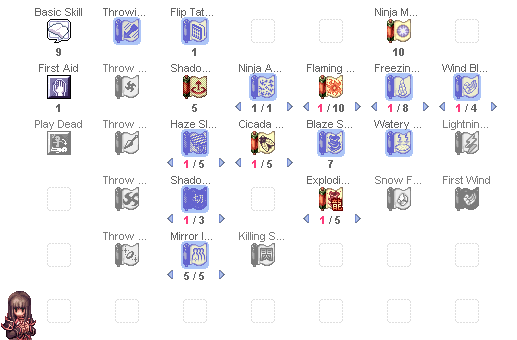 Basic Skill Throwi... Flip Tat... Ninja M...
9 1 10
First Aid Throw ... Shado... Ninja A... Flaming ... Freezin... Wind Bl...
1 5 1 / 1 1 / 10 1 / 8 1 / 4
Play Dead Throw ... Haze Sl... Cicada ... Blaze S... Watery ... Lightnin...
1 / 5 1 / 5 7
Throw ... Shado... Explodi... Snow F... First Wind
切
1 / 3 1 / 5
Throw ... Mirror I... Killing S...
5 / 5